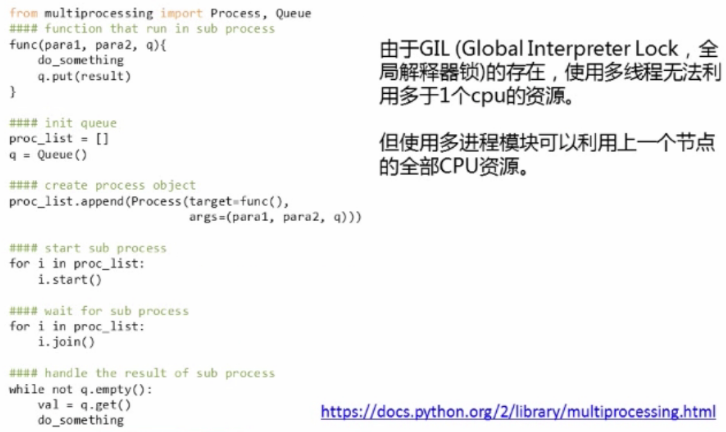 from multiprocessing import Process, Queue
#### function that run in sub process
func(para1, para2, q){
    do_something
    q.put(result)
}

#### init queue
proc_list = []
q = Queue()

#### create process object
proc_list.append(Process(target=func(),
                         args=(para1, para2, q)))

#### start sub process
for i in proc_list:
    i.start()

#### wait for sub process
for i in proc_list:
    i.join()

#### handle the result of sub process
while not q.empty():
    val = q.get()
    do_something

由于GIL (Global Interpreter Lock，全
局解释器锁)的存在，使用多线程无法利
用多于1个cpu的资源。

但使用多进程模块可以利用上一个节点
的全部CPU资源。

https://docs.python.org/2/library/multiprocessing.html